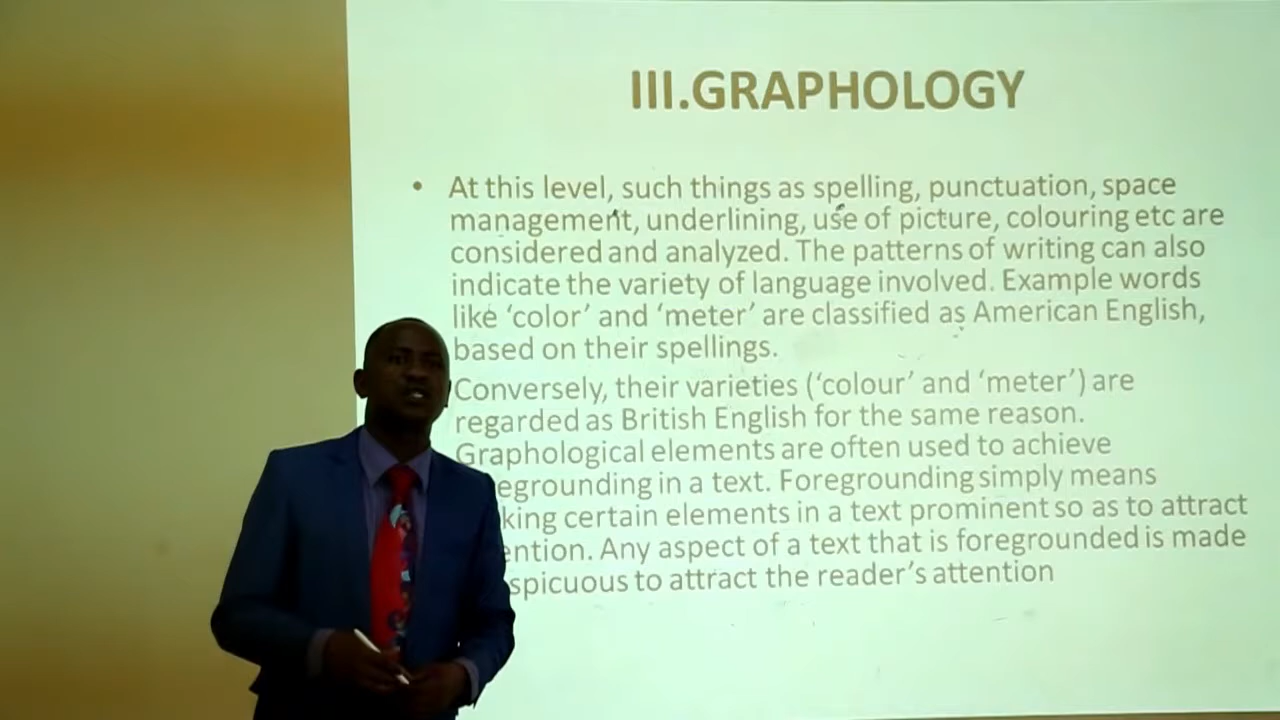 III.GRAPHOLOGY
• At this level, such things as spelling, punctuation, space
management, underlining, use of picture, colouring etc are
considered and analyzed. The patterns of writing can also
indicate the variety of language involved. Example words
like ‘color’ and ‘meter’ are classified as American English,
based on their spellings.
Conversely, their varieties (‘colour’ and ‘meter’) are
regarded as British English for the same reason.
Graphological elements are often used to achieve
egrounding in a text. Foregrounding simply means
king certain elements in a text prominent so as to attract
ention. Any aspect of a text that is foregrounded is made
spicuous to attract the reader’s attention